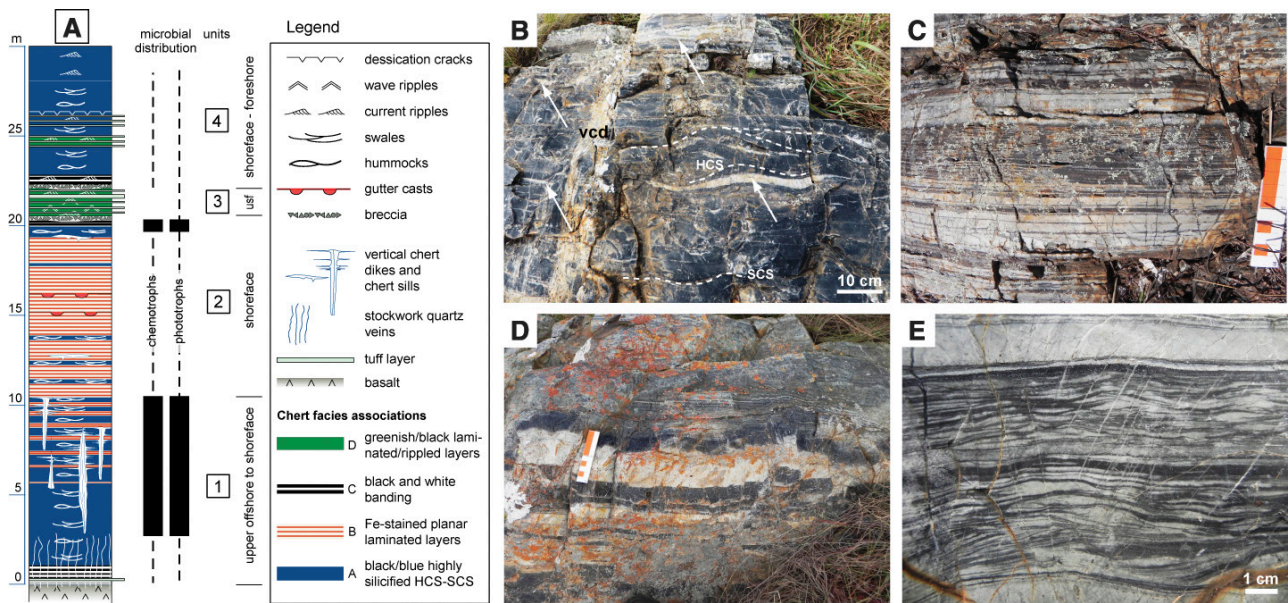 A
microbial
distribution
units
m
25
20
15
10
5
0
chemotrophs
phototrophs
4
3
2
1
shoreface - foreshore
usf
shoreface
upper offshore to shoreface
Legend
dessication cracks
wave ripples
current ripples
swales
hummocks
gutter casts
breccia
vertical chert
dikes and
chert sills
stockwork quartz
veins
tuff layer
basalt
Chert facies associations
D greenish/black lami-
nated/rippled layers
C black and white
banding
B Fe-stained planar
laminated layers
A black/blue highly
silicified HCS-SCS
B
vcd
HCS
SCS
10 cm
C
D
E
1 cm